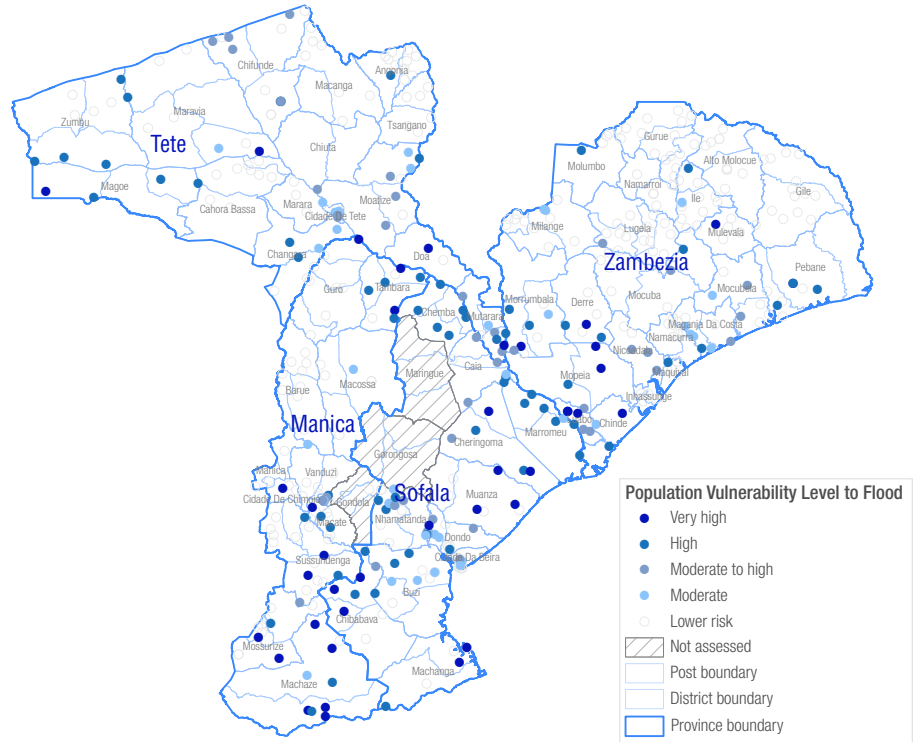 Chifunde
Angonia
Macanga
Zumbu
Maravia
Tsangano
Tete
Chiuta
Gurue
Molumbo
Alto Molocue
Magoe
Namarroi
Gile
Cahora Bassa
Marara
Moatize
Ile
Cidade De Tete
Milange
Lugela
Mulevala
Changara
Doa
Zambezia
Pebane
Guro
Tambara
Mocuba
Mocubela
Chemba
Mutarara
Morrumbala
Derre
Maganja Da Costa
Namacurra
Nicoadala
Maringue
Caia
Mopeia
Maquival
Barue
Macossa
Inhassunge
Manica
Chinde
Marromeu
Cheringoma
Gorongosa
Manica
Vanduzi
Cidade De Chimoio
Gondola
Sofala
Muanza
Macate
Nhamatanda
Dondo
Cidade Da Beira
Sussundenga
Buzi
Chibabava
Mossurize
Machanga
Machaze
Population Vulnerability Level to Flood
Very high
High
Moderate to high
Moderate
Lower risk
Not assessed
Post boundary
District boundary
Province boundary